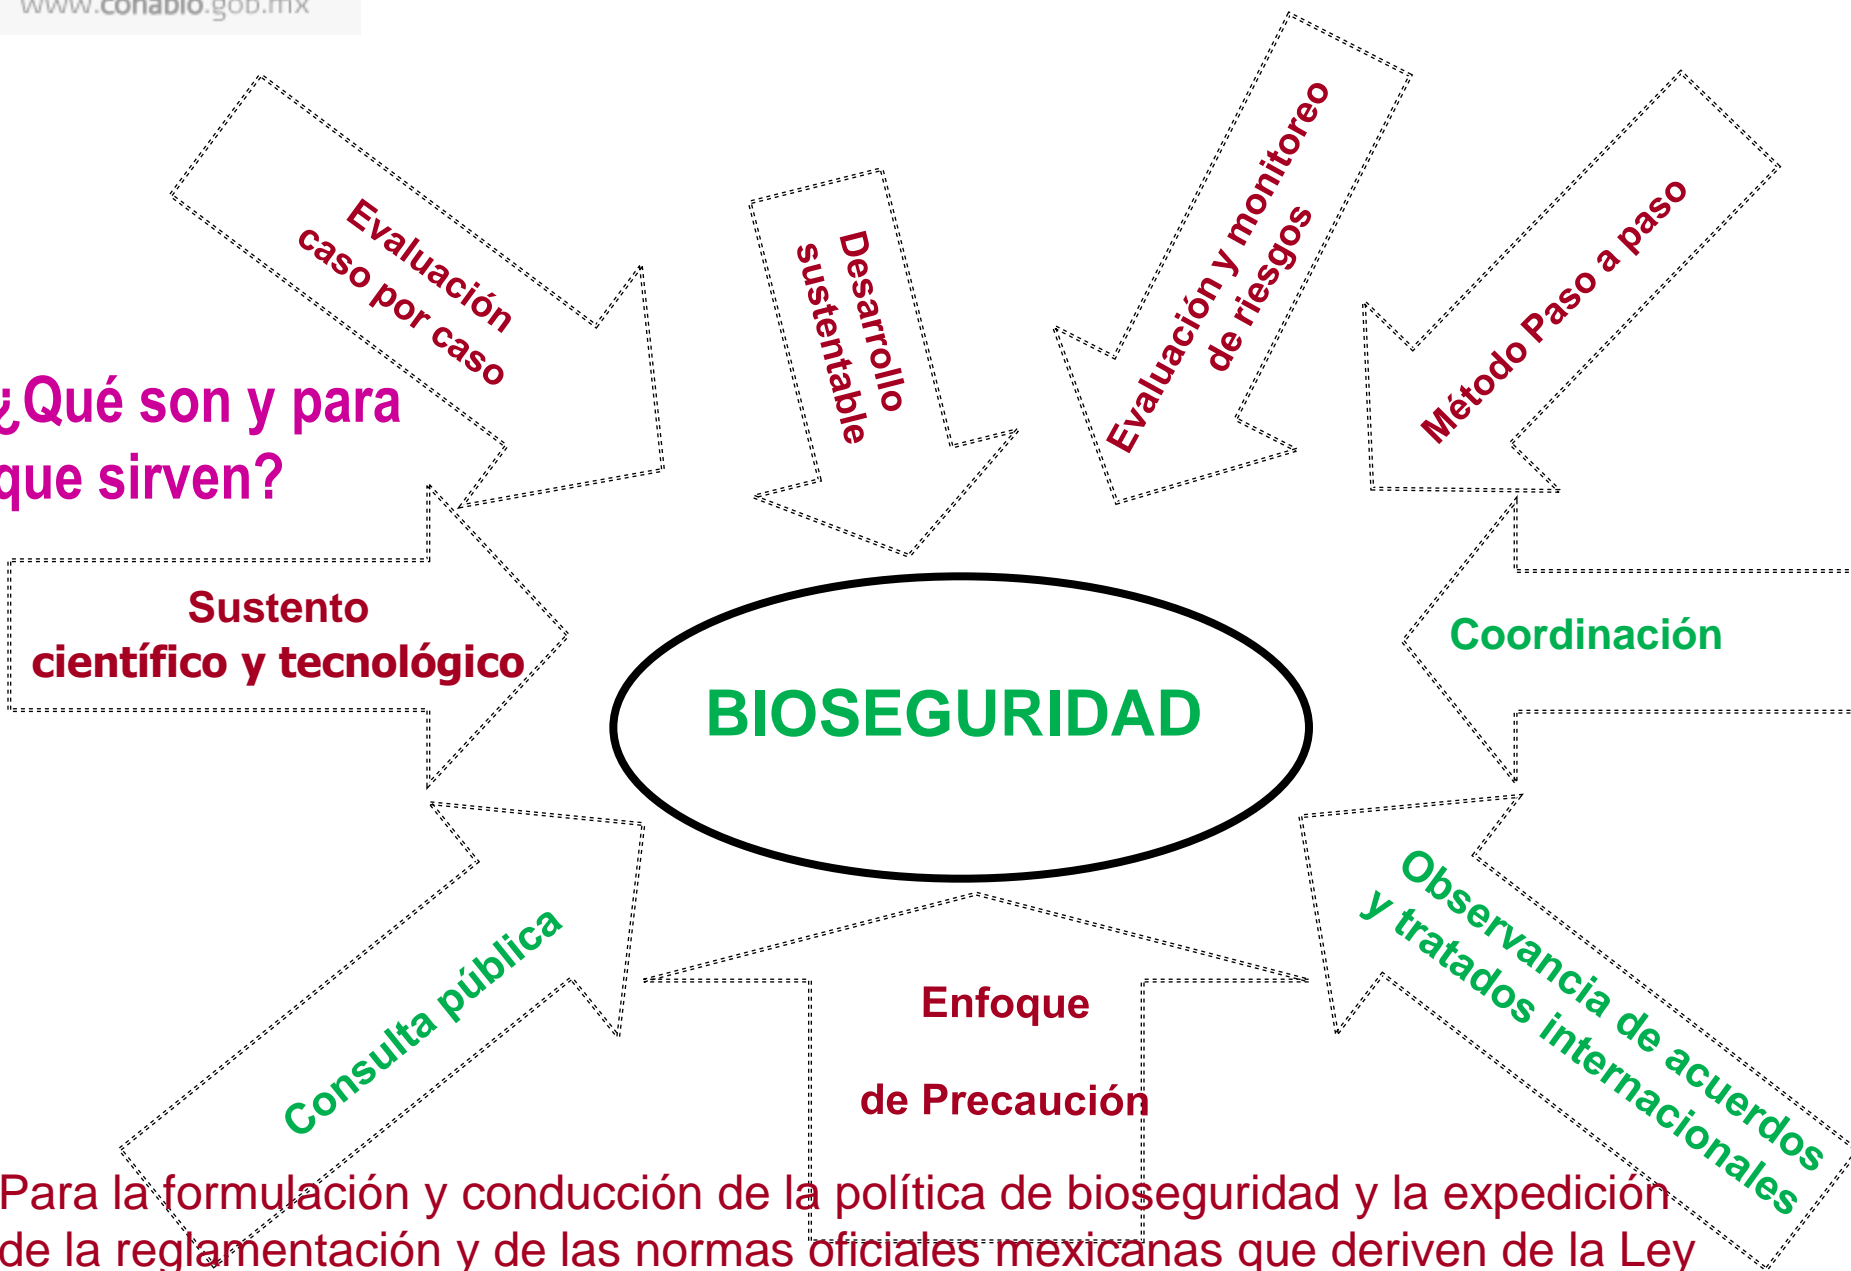 www.conabio.gob.mx
Evaluación
caso por caso
Desarrollo
sustentable
Evaluación y monitoreo
de riesgos
Método Paso a paso
¿Qué son y para
que sirven?
Sustento
científico y tecnológico
Coordinación
BIOSEGURIDAD
Consulta pública
Enfoque
de Precaución
Observancia de acuerdos
y tratados internacionales
Para la formulación y conducción de la política de bioseguridad y la expedición
de la reglamentación y de las normas oficiales mexicanas que deriven de la Ley